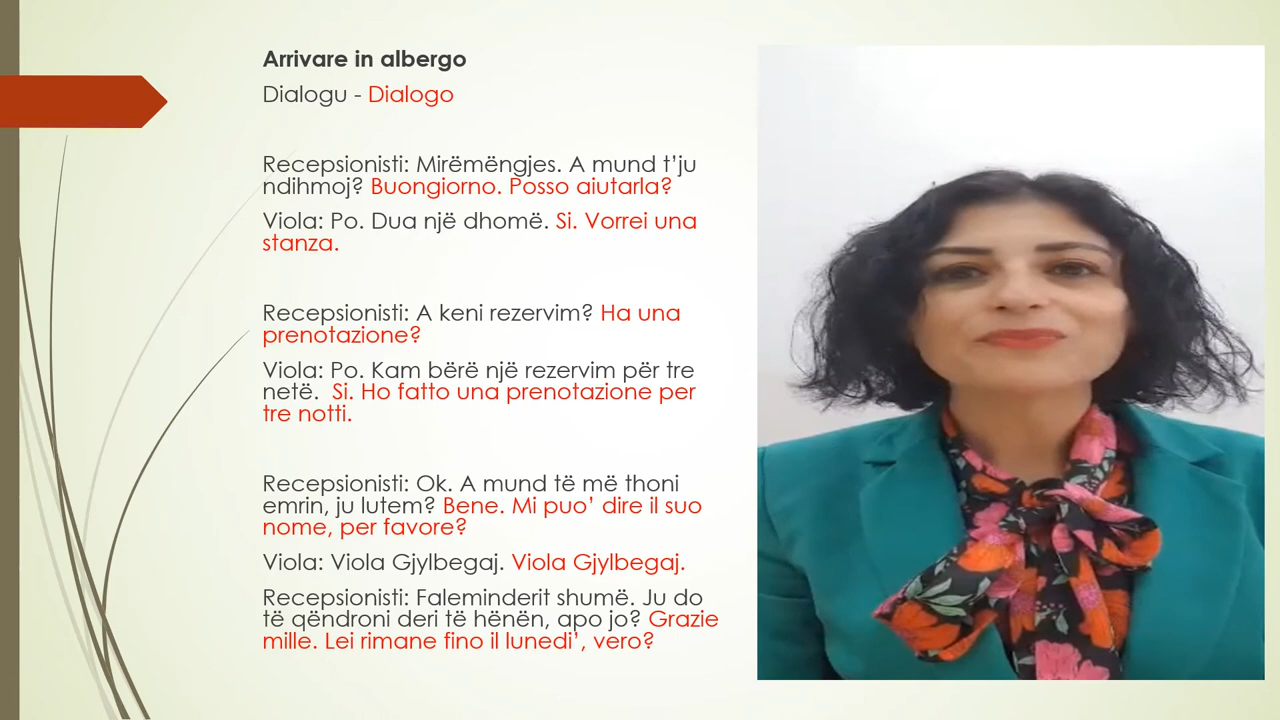 Arrivare in albergo
Dialogu - Dialogo
Recepsionisti: Mirëmëngjes. A mund t’ju
ndihmoj? Buongiorno. Posso aiutarla?
Viola: Po. Dua një dhomë. Si. Vorrei una
stanza.
Recepsionisti: A keni rezervim? Ha una
prenotazione?
Viola: Po. Kam bërë një rezervim për tre
netë.  Si. Ho fatto una prenotazione per
tre notti.
Recepsionisti: Ok. A mund të më thoni
emrin, ju lutem? Bene. Mi puo’ dire il suo
nome, per favore?
Viola: Viola Gjylbegaj. Viola Gjylbegaj.
Recepsionisti: Faleminderit shumë. Ju do
të qëndroni deri të hënën, apo jo? Grazie
mille. Lei rimane fino il lunedi’, vero?